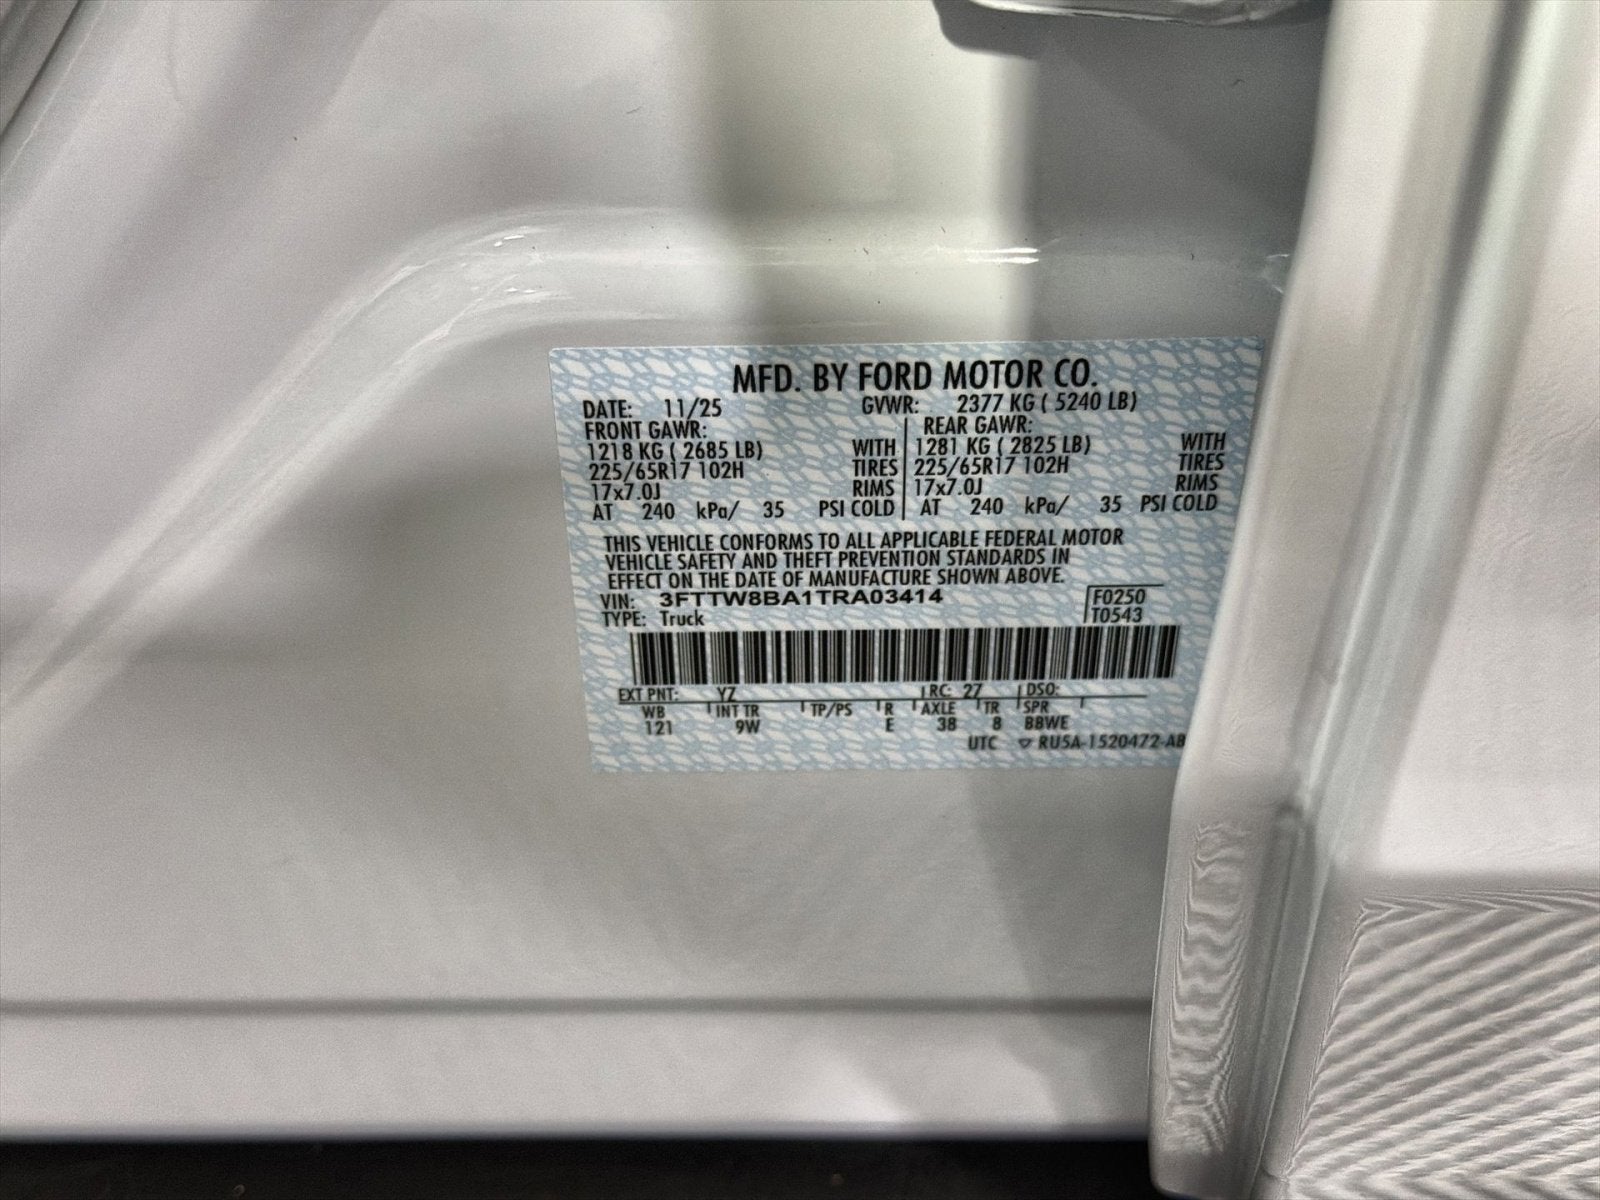 MFD. BY FORD MOTOR CO.
DATE: 11/25 GVWR: 2377 KG ( 5240 LB)
FRONT GAWR: REAR GAWR:
1218 KG ( 2685 LB) WITH 1281 KG ( 2825 LB) WITH
225/65R17 102H TIRES 225/65R17 102H TIRES
17x7.0J RIMS 17x7.0J RIMS
AT 240 kPa/ 35 PSI COLD AT 240 kPa/ 35 PSI COLD
THIS VEHICLE CONFORMS TO ALL APPLICABLE FEDERAL MOTOR
VEHICLE SAFETY AND THEFT PREVENTION STANDARDS IN
EFFECT ON THE DATE OF MANUFACTURE SHOWN ABOVE.
VIN: 3FTTW8BA1TRA03414 F0250
TYPE: Truck T0543
EXT PNT: YZ RC: 27 DSO:
WB INT TR TP/PS R AXLE TR SPR
121 9W E 38 8 BBWE
UTC ▽ RU5A-1520472-AB